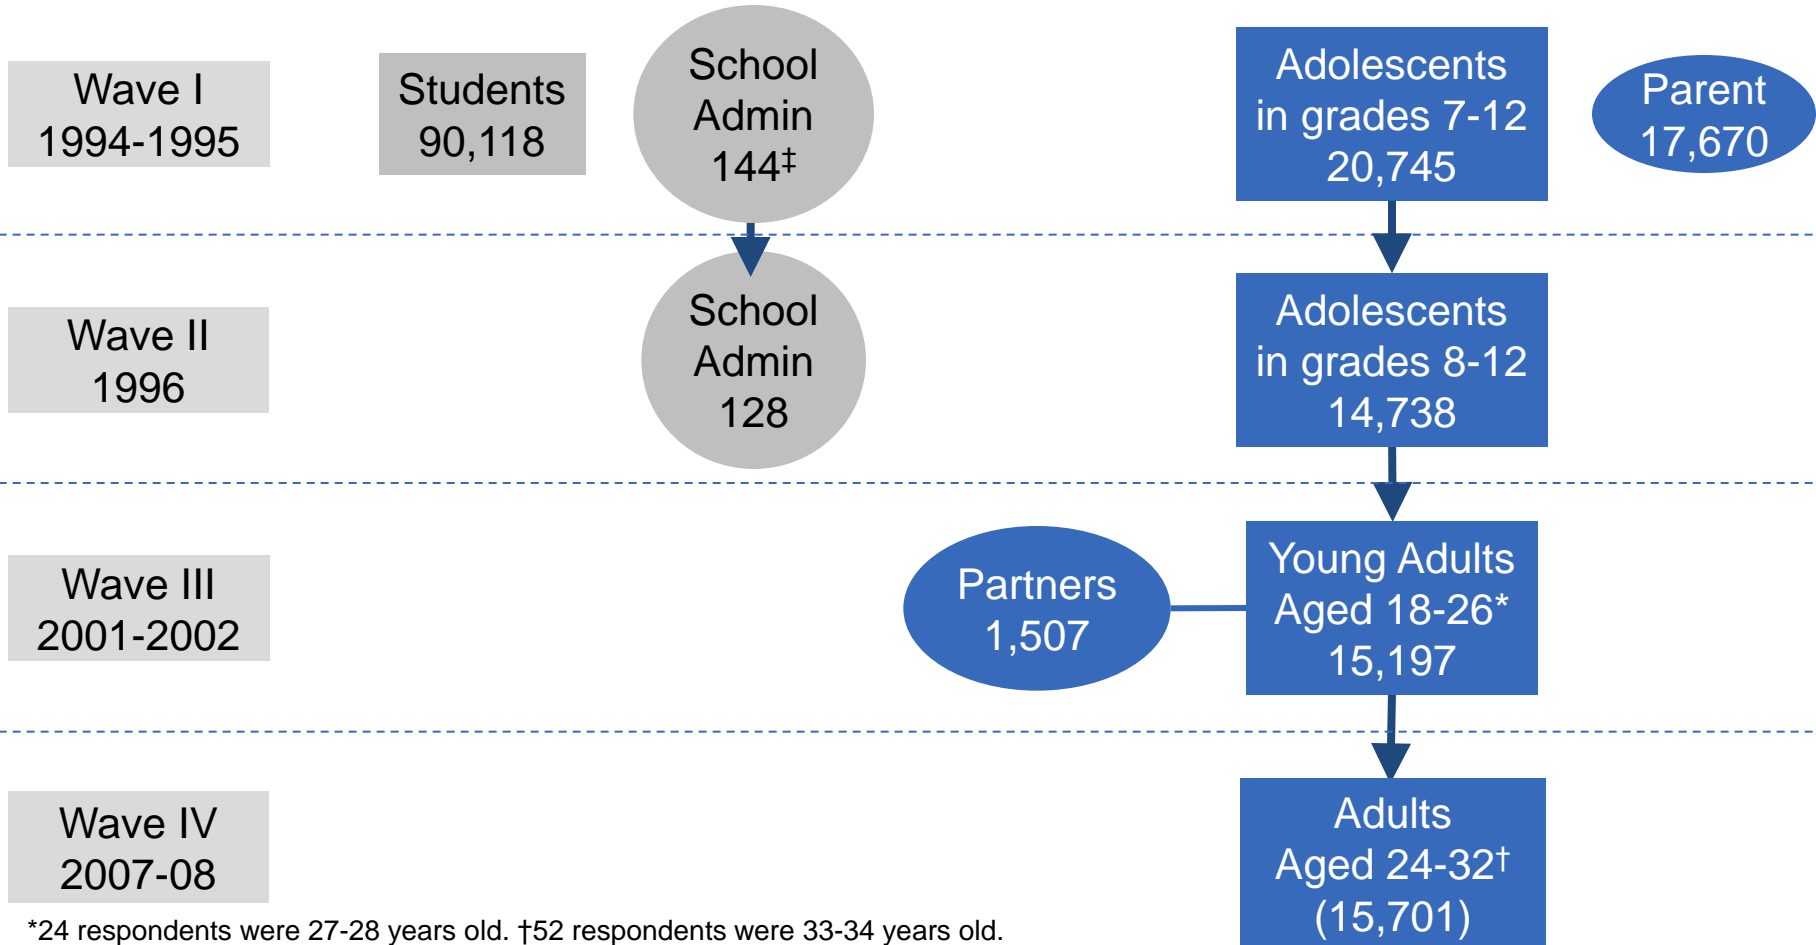 Wave I
1994-1995
Students
90,118
School
Admin
144‡
Adolescents
in grades 7-12
20,745
Parent
17,670
Wave II
1996
School
Admin
128
Adolescents
in grades 8-12
14,738
Wave III
2001-2002
Partners
1,507
Young Adults
Aged 18-26*
15,197
Wave IV
2007-08
Adults
Aged 24-32†
(15,701)
*24 respondents were 27-28 years old. †52 respondents were 33-34 years old.